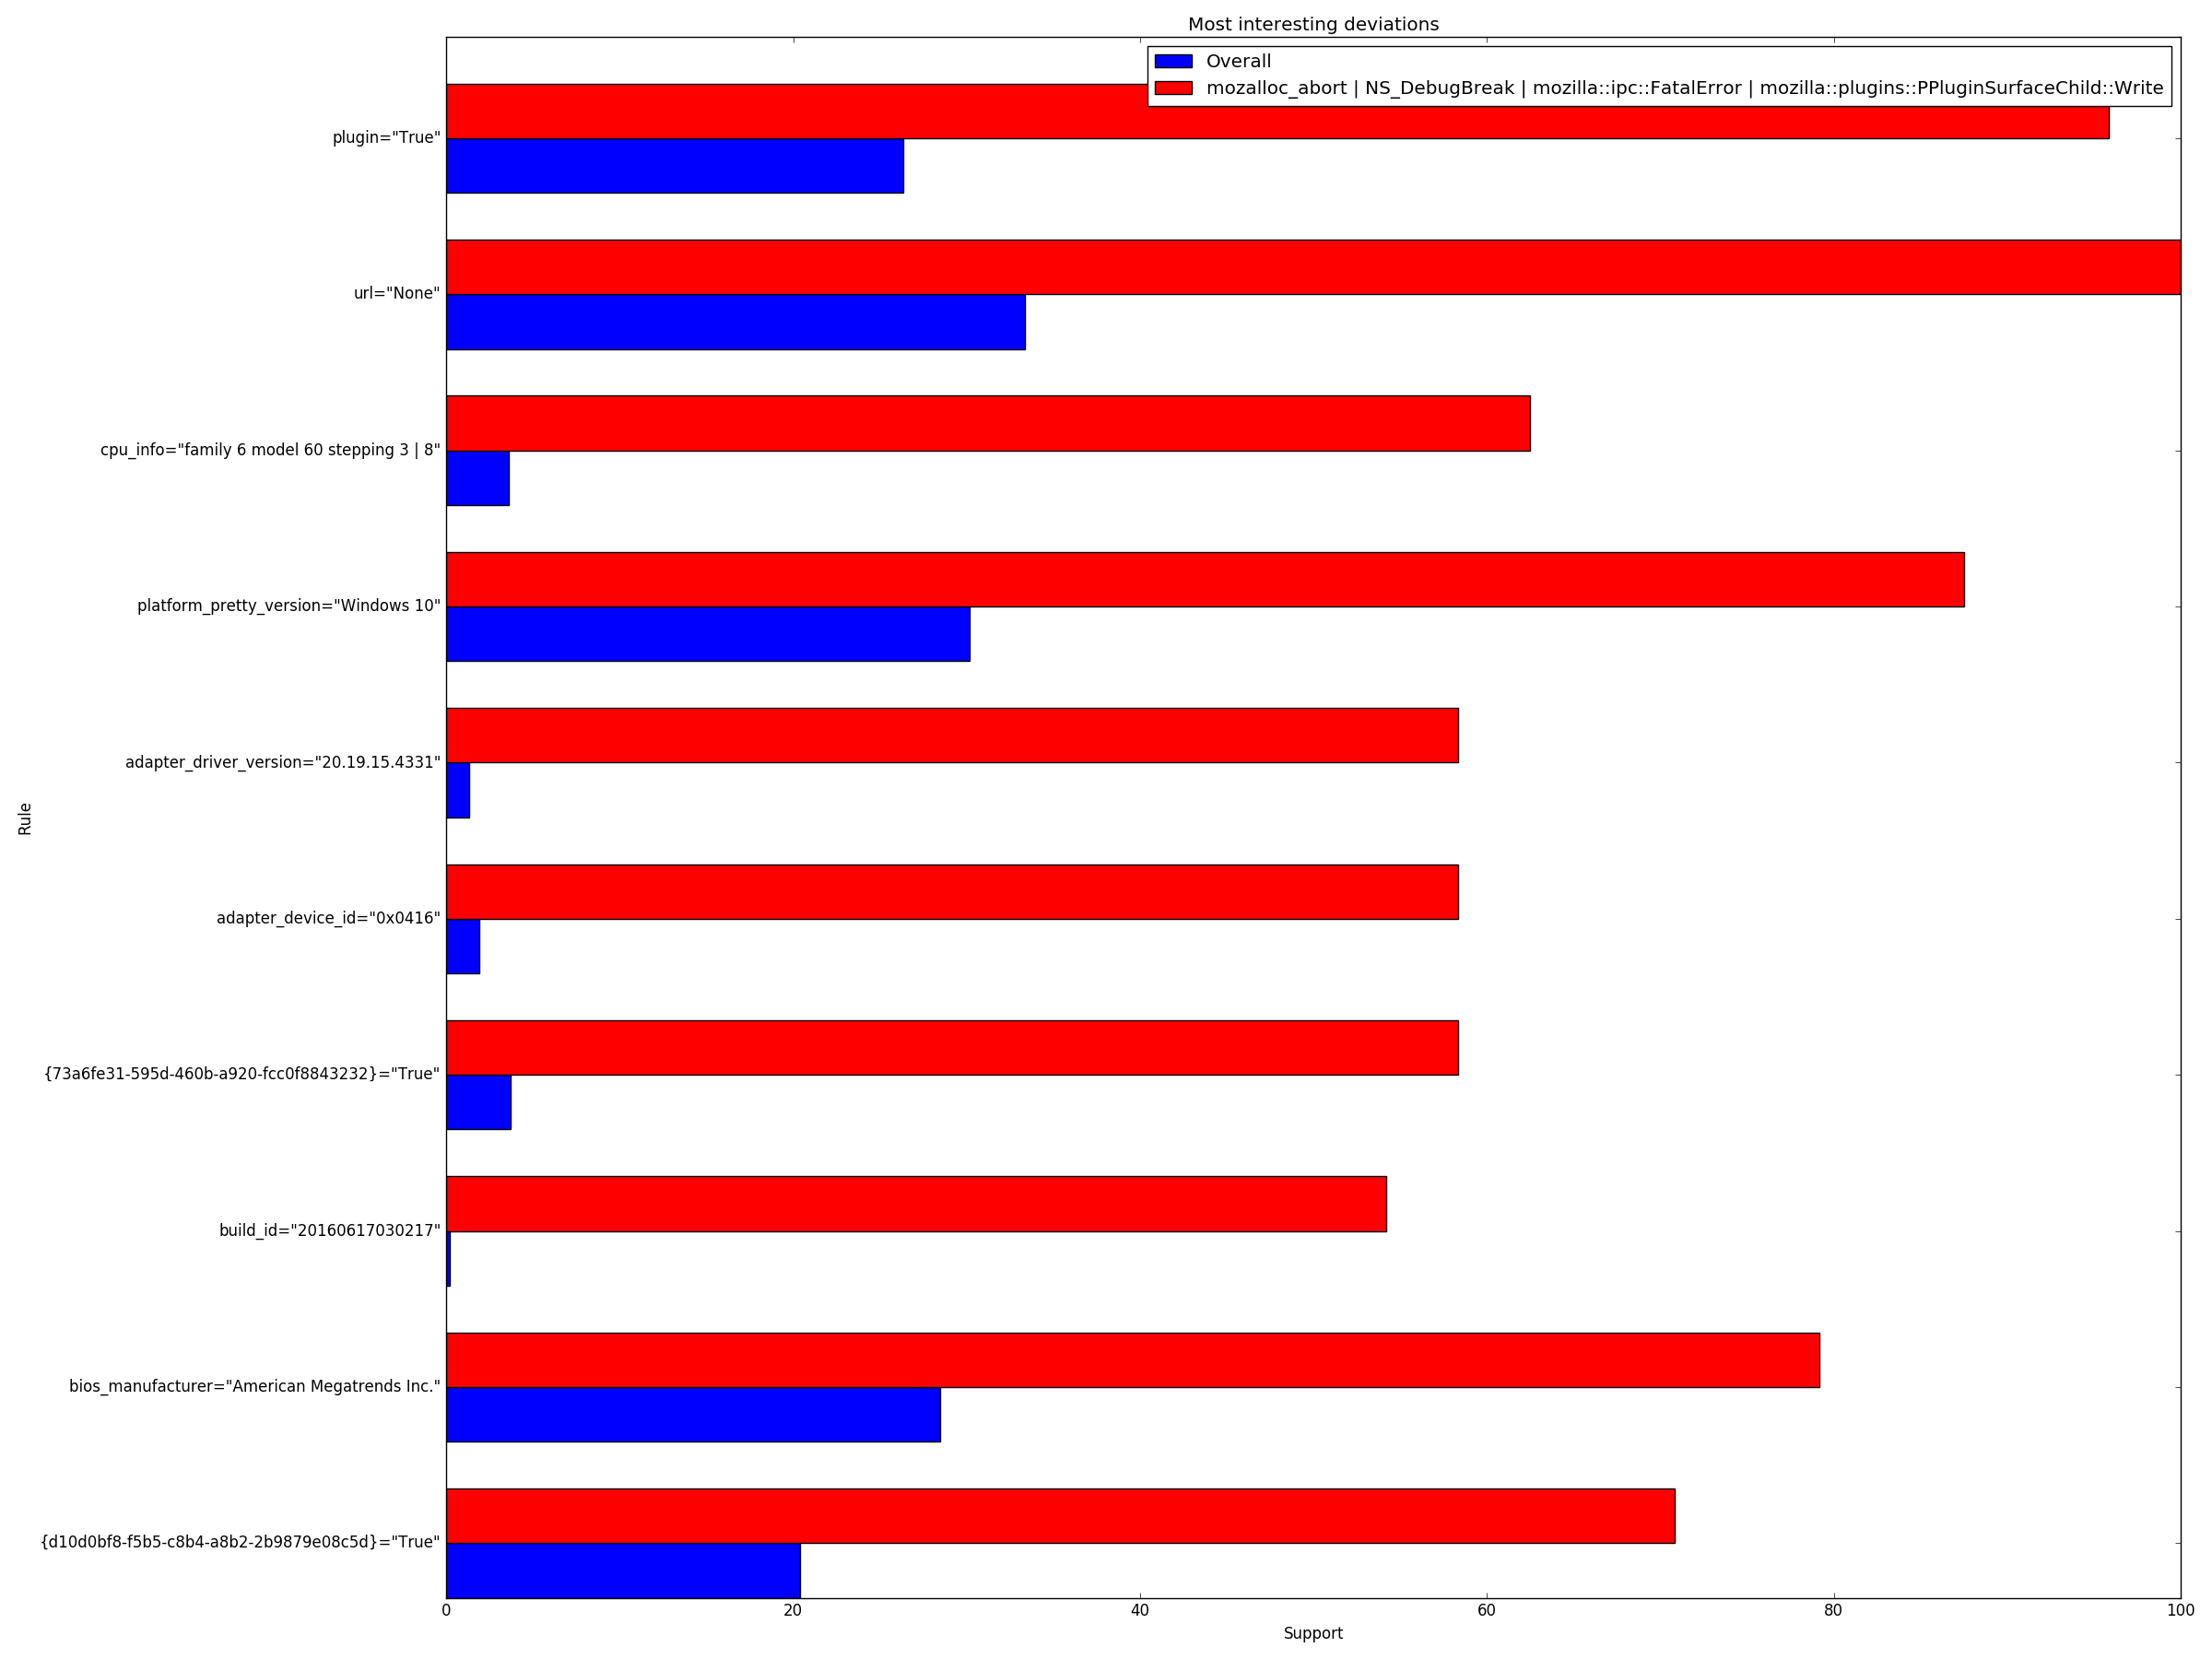 Most interesting deviations
Overall
mozalloc_abort | NS_DebugBreak | mozilla::ipc::FatalError | mozilla::plugins::PPluginSurfaceChild::Write
plugin="True"
url="None"
cpu_info="family 6 model 60 stepping 3 | 8"
platform_pretty_version="Windows 10"
adapter_driver_version="20.19.15.4331"
Rule
adapter_device_id="0x0416"
{73a6fe31-595d-460b-a920-fcc0f8843232}="True"
build_id="20160617030217"
bios_manufacturer="American Megatrends Inc."
{d10d0bf8-f5b5-c8b4-a8b2-2b9879e08c5d}="True"
0 20 40 60 80 100
Support